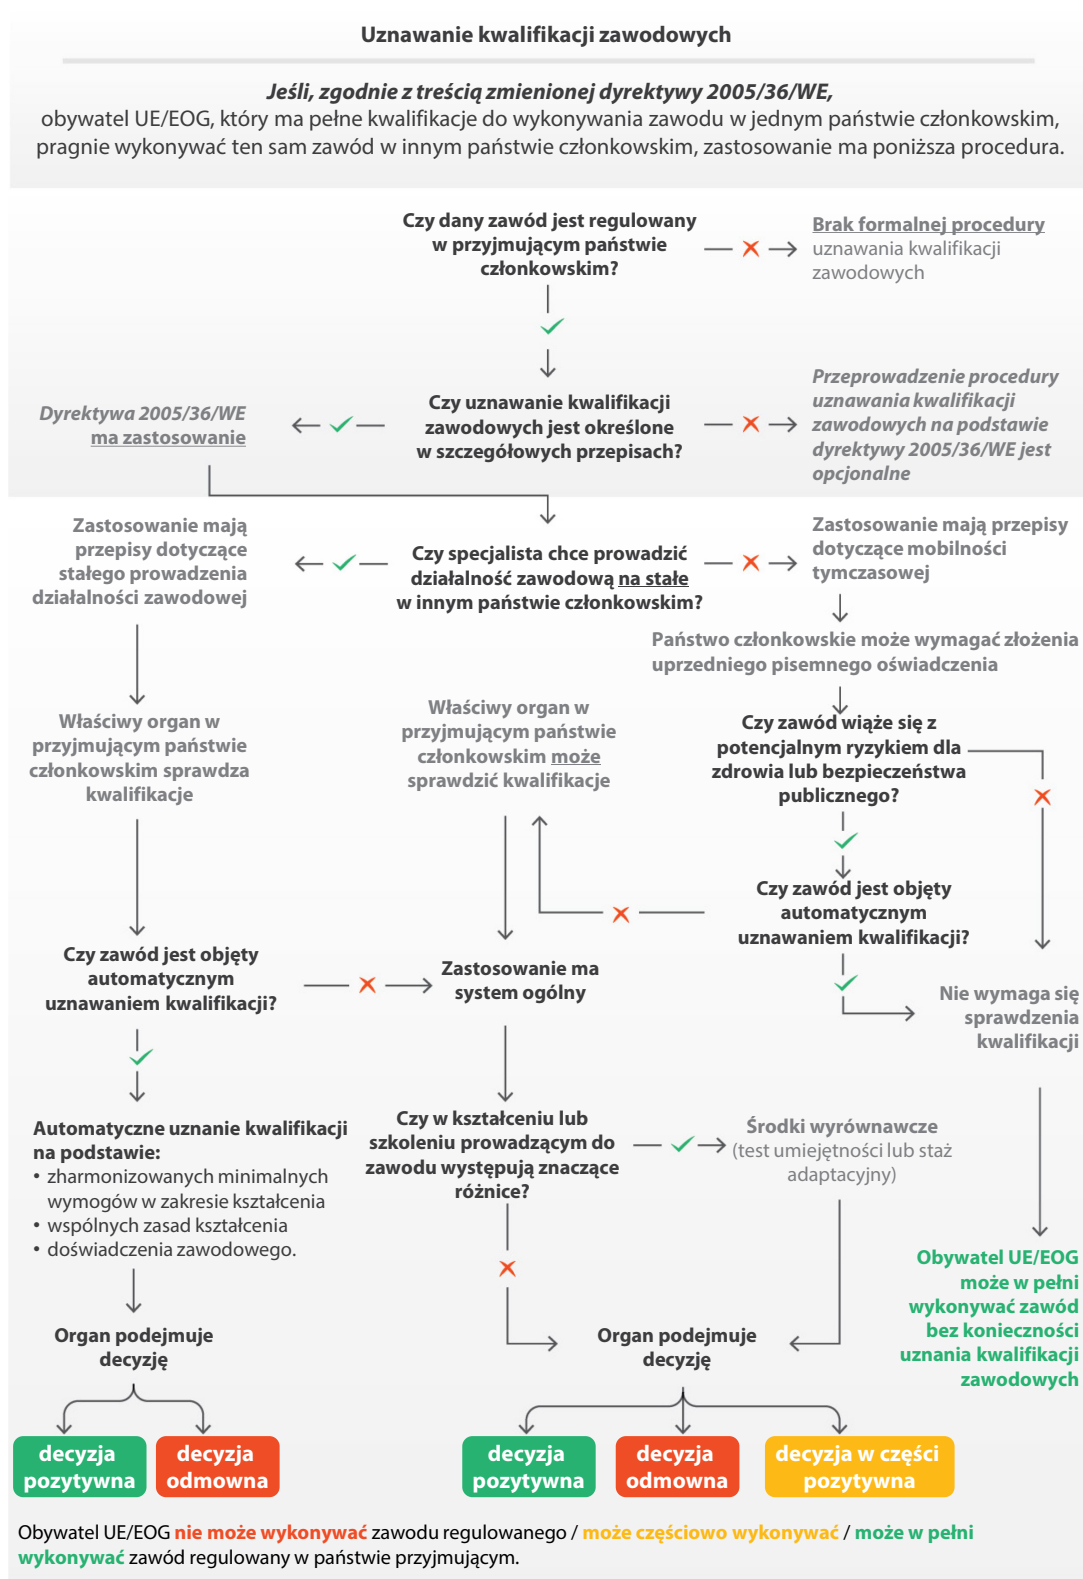 Uznawanie kwalifikacji zawodowych
Jeśli, zgodnie z treścią zmienionej dyrektywy 2005/36/WE,
obywatel UE/EOG, który ma pełne kwalifikacje do wykonywania zawodu w jednym państwie członkowskim,
pragnie wykonywać ten sam zawód w innym państwie członkowskim, zastosowanie ma poniższa procedura.
Czy dany zawód jest regulowany
w przyjmującym państwie
członkowskim?
Brak formalnej procedury
uznawania kwalifikacji
zawodowych
Dyrektywa 2005/36/WE
ma zastosowanie
Czy uznawanie kwalifikacji
zawodowych jest określone
w szczegółowych przepisach?
Przeprowadzenie procedury
uznawania kwalifikacji
zawodowych na podstawie
dyrektywy 2005/36/WE jest
opcjonalne
Zastosowanie mają
przepisy dotyczące
stałego prowadzenia
działalności zawodowej
Czy specjalista chce prowadzić
działalność zawodową na stałe
w innym państwie członkowskim?
Zastosowanie mają przepisy
dotyczące mobilności
tymczasowej
Państwo członkowskie może wymagać złożenia
uprzedniego pisemnego oświadczenia
Właściwy organ w
przyjmującym państwie
członkowskim sprawdza
kwalifikacje
Właściwy organ w
przyjmującym państwie
członkowskim może
sprawdzić kwalifikacje
Czy zawód wiąże się z
potencjalnym ryzykiem dla
zdrowia lub bezpieczeństwa
publicznego?
Czy zawód jest objęty
automatycznym
uznawaniem kwalifikacji?
Czy zawód jest objęty
automatycznym
uznawaniem kwalifikacji?
Zastosowanie ma
system ogólny
Nie wymaga się
sprawdzenia
kwalifikacji
Automatyczne uznanie kwalifikacji
na podstawie:
• zharmonizowanych minimalnych
wymogów w zakresie kształcenia
• wspólnych zasad kształcenia
• doświadczenia zawodowego.
Czy w kształceniu lub
szkoleniu prowadzącym do
zawodu występują znaczące
różnice?
Środki wyrównawcze
(test umiejętności lub staż
adaptacyjny)
Obywatel UE/EOG
może w pełni
wykonywać zawód
bez konieczności
uznania kwalifikacji
zawodowych
Organ podejmuje
decyzję
Organ podejmuje
decyzję
decyzja
pozytywna
decyzja
odmowna
decyzja
pozytywna
decyzja
odmowna
decyzja w części
pozytywna
Obywatel UE/EOG nie może wykonywać zawodu regulowanego / może częściowo wykonywać / może w pełni
wykonywać zawód regulowany w państwie przyjmującym.